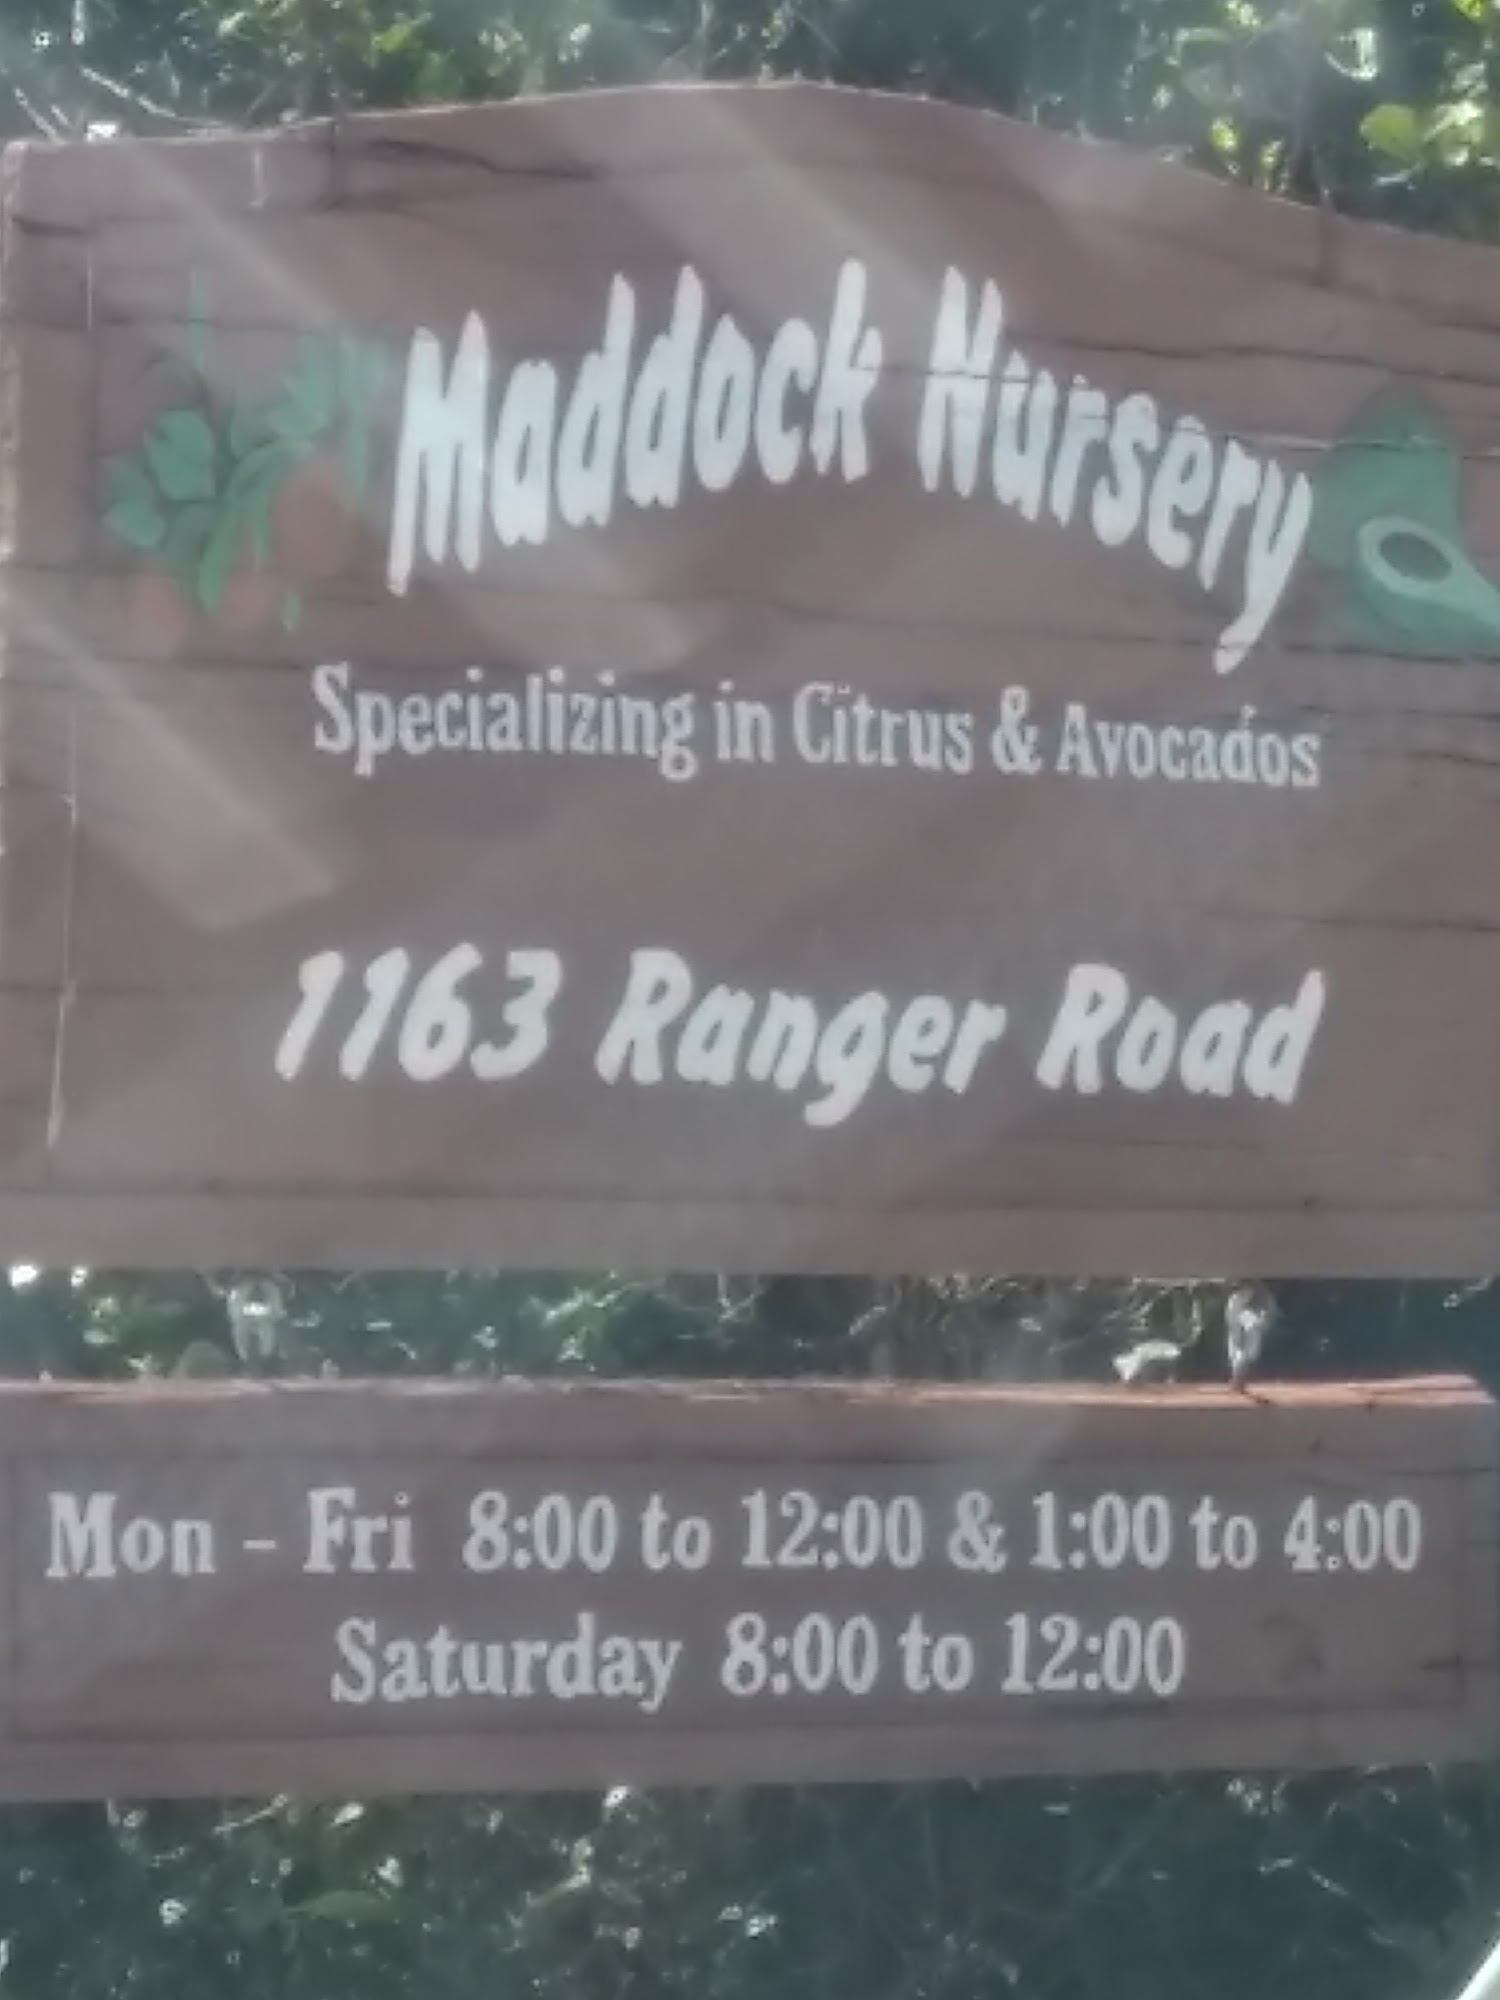 Maddock Nursery
Specializing in Citrus & Avocados
1163 Ranger Road
Mon - Fri 8:00 to 12:00 & 1:00 to 4:00
Saturday 8:00 to 12:00